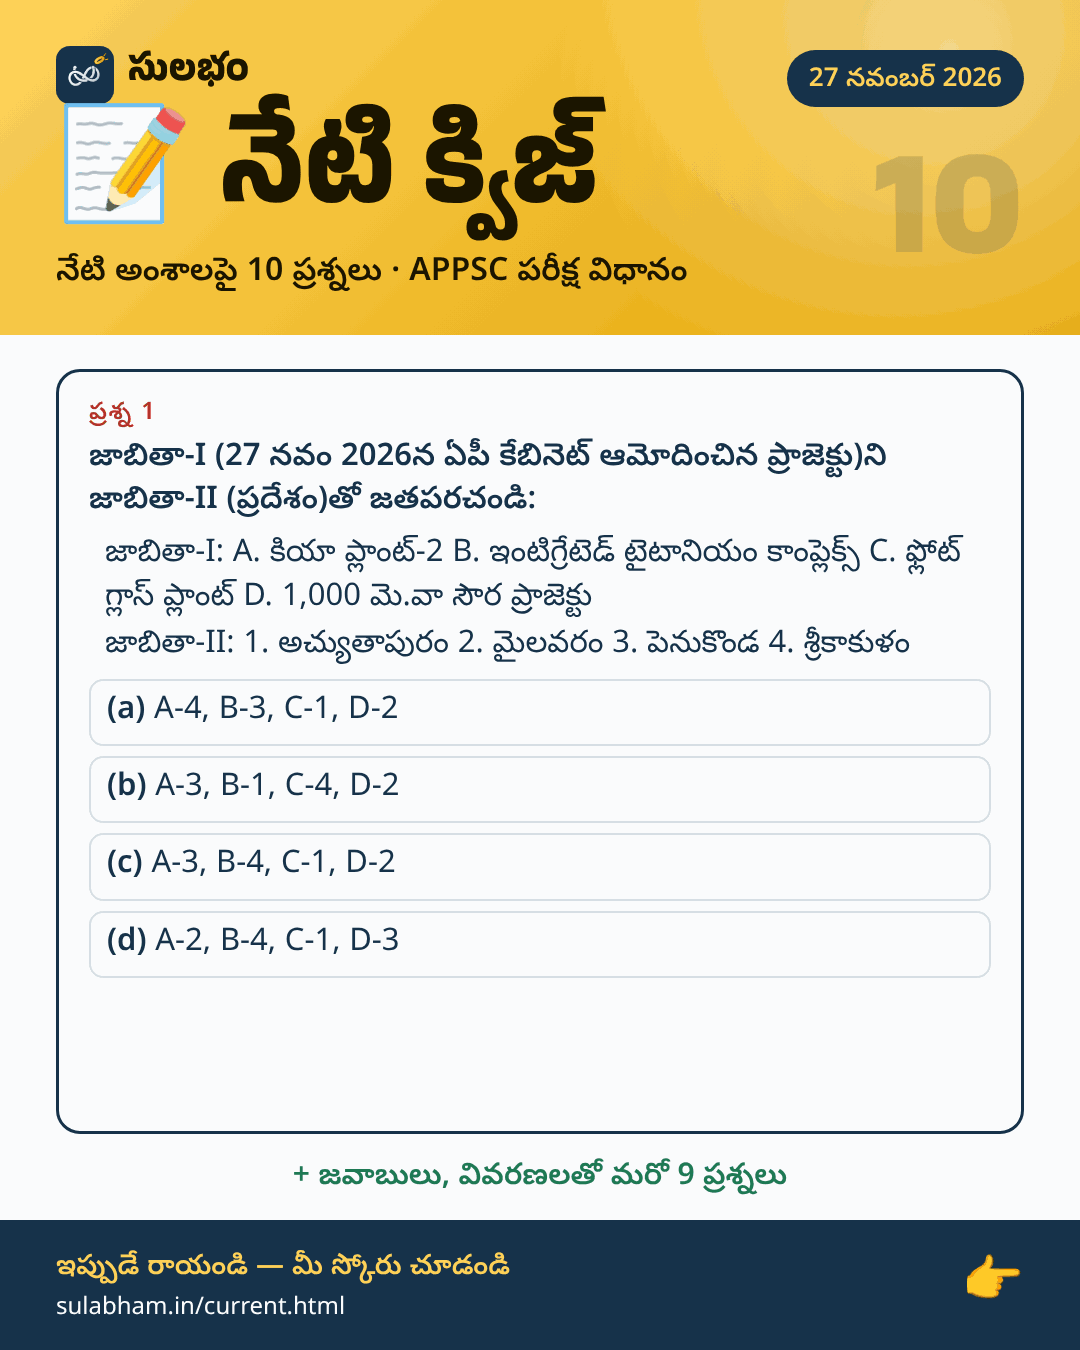 సులభం
27 నవంబర్ 2026
నేటి క్విజ్
10
నేటి అంశాలపై 10 ప్రశ్నలు · APPSC పరీక్ష విధానం
ప్రశ్న 1
జాబితా-I (27 నవం 2026న ఏపీ కేబినెట్ ఆమోదించిన ప్రాజెక్టు)ని
జాబితా-II (ప్రదేశం)తో జతపరచండి:
జాబితా-I: A. కియా ప్లాంట్-2 B. ఇంటిగ్రేటెడ్ టైటానియం కాంప్లెక్స్ C. ఫ్లోట్
గ్లాస్ ప్లాంట్ D. 1,000 మె.వా సౌర ప్రాజెక్టు
జాబితా-II: 1. అచ్యుతాపురం 2. మైలవరం 3. పెనుకొండ 4. శ్రీకాకుళం
(a) A-4, B-3, C-1, D-2
(b) A-3, B-1, C-4, D-2
(c) A-3, B-4, C-1, D-2
(d) A-2, B-4, C-1, D-3
+ జవాబులు, వివరణలతో మరో 9 ప్రశ్నలు
ఇప్పుడే రాయండి — మీ స్కోరు చూడండి
sulabham.in/current.html